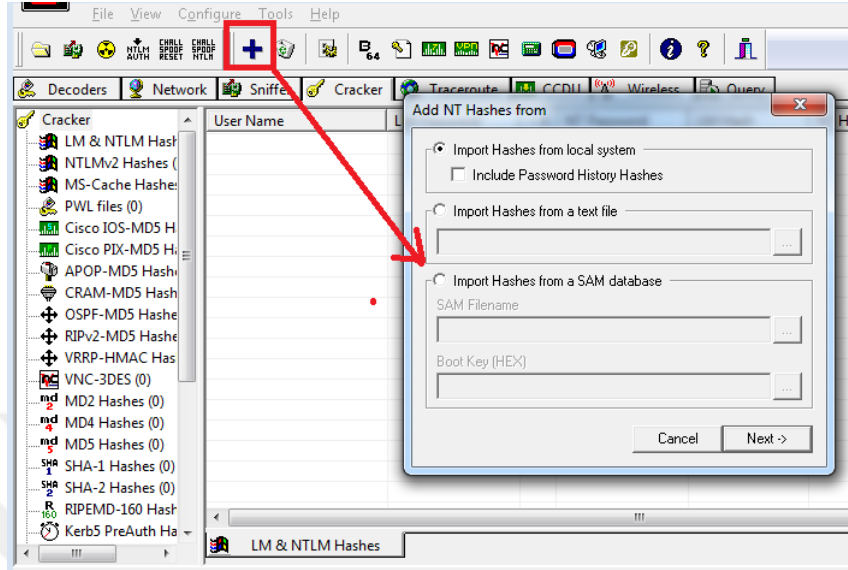 File View Configure Tools Help
NTLM AUTH CHALL SPOOF RESET CHALL SPOOF NTLM B64
Decoders Network Sniffer Cracker Traceroute CCDU Wireless Query
Cracker
LM & NTLM Hash
NTLMv2 Hashes (
MS-Cache Hashes
PWL files (0)
Cisco IOS-MD5 H
Cisco PIX-MD5 Ha
APOP-MD5 Hash
CRAM-MD5 Hash
OSPF-MD5 Hashe
RIPv2-MD5 Hashe
VRRP-HMAC Has
VNC-3DES (0)
MD2 Hashes (0)
MD4 Hashes (0)
MD5 Hashes (0)
SHA-1 Hashes (0)
SHA-2 Hashes (0)
RIPEMD-160 Hash
Kerb5 PreAuth Ha
User Name
LM & NTLM Hashes
Add NT Hashes from
Import Hashes from local system
Include Password History Hashes
Import Hashes from a text file
...
Import Hashes from a SAM database
SAM Filename
...
Boot Key (HEX)
...
Cancel Next ->